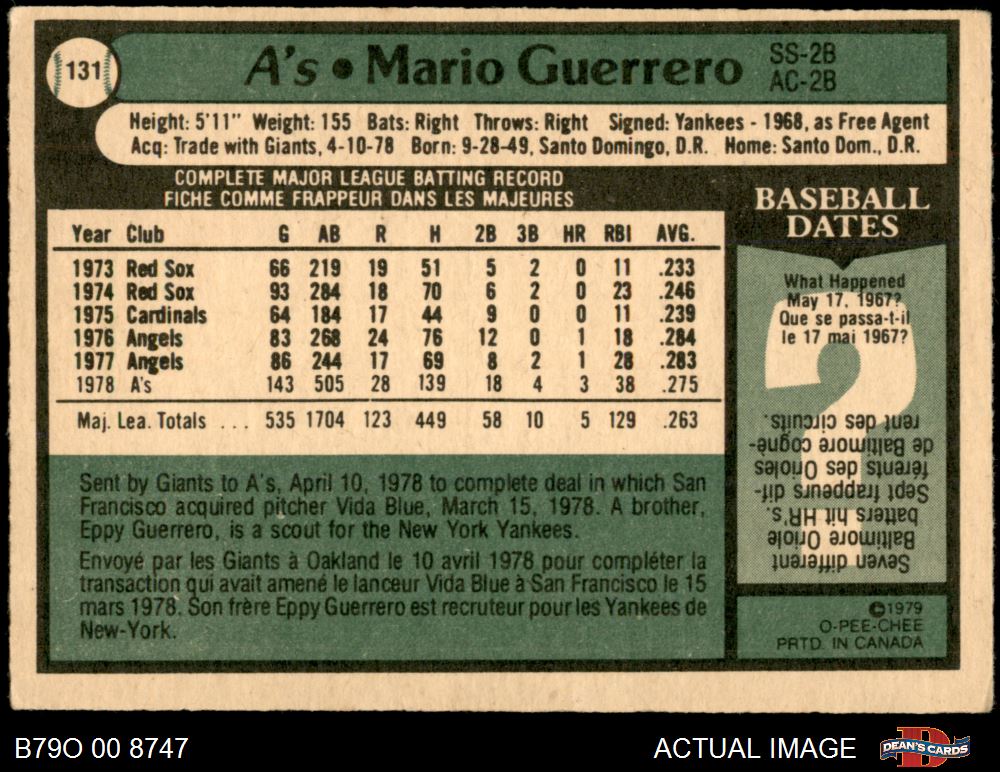 131
A's • Mario Guerrero
SS-2B
AC-2B
Height: 5'11" Weight: 155 Bats: Right Throws: Right Signed: Yankees - 1968, as Free Agent
Acq: Trade with Giants, 4-10-78 Born: 9-28-49, Santo Domingo, D.R. Home: Santo Dom., D.R.
COMPLETE MAJOR LEAGUE BATTING RECORD
FICHE COMME FRAPPEUR DANS LES MAJEURES
Year Club G AB R H 2B 3B HR RBI AVG.
1973 Red Sox 66 219 19 51 5 2 0 11 .233
1974 Red Sox 93 284 18 70 6 2 0 23 .246
1975 Cardinals 64 184 17 44 9 0 0 11 .239
1976 Angels 83 268 24 76 12 0 1 18 .284
1977 Angels 86 244 17 69 8 2 1 28 .283
1978 A's 143 505 28 139 18 4 3 38 .275
Maj. Lea. Totals ... 535 1704 123 449 58 10 5 129 .263
Sent by Giants to A's, April 10, 1978 to complete deal in which San
Francisco acquired pitcher Vida Blue, March 15, 1978. A brother,
Eppy Guerrero, is a scout for the New York Yankees.
Envoyé par les Giants à Oakland le 10 avril 1978 pour compléter la
transaction qui avait amené le lanceur Vida Blue à San Francisco le 15
mars 1978. Son frère Eppy Guerrero est recruteur pour les Yankees de
New-York.
BASEBALL
DATES
What Happened
May 17, 1967?
Que se passa-t-il
le 17 mai 1967?
Seven different
Baltimore Oriole
batters hit HR's.
Sept frappeurs dif-
férents des Orioles
de Baltimore cogné-
rent des circuits.
©1979
O-PEE-CHEE
PRTD. IN CANADA
B79O 00 8747
ACTUAL IMAGE
DEAN'S CARDS